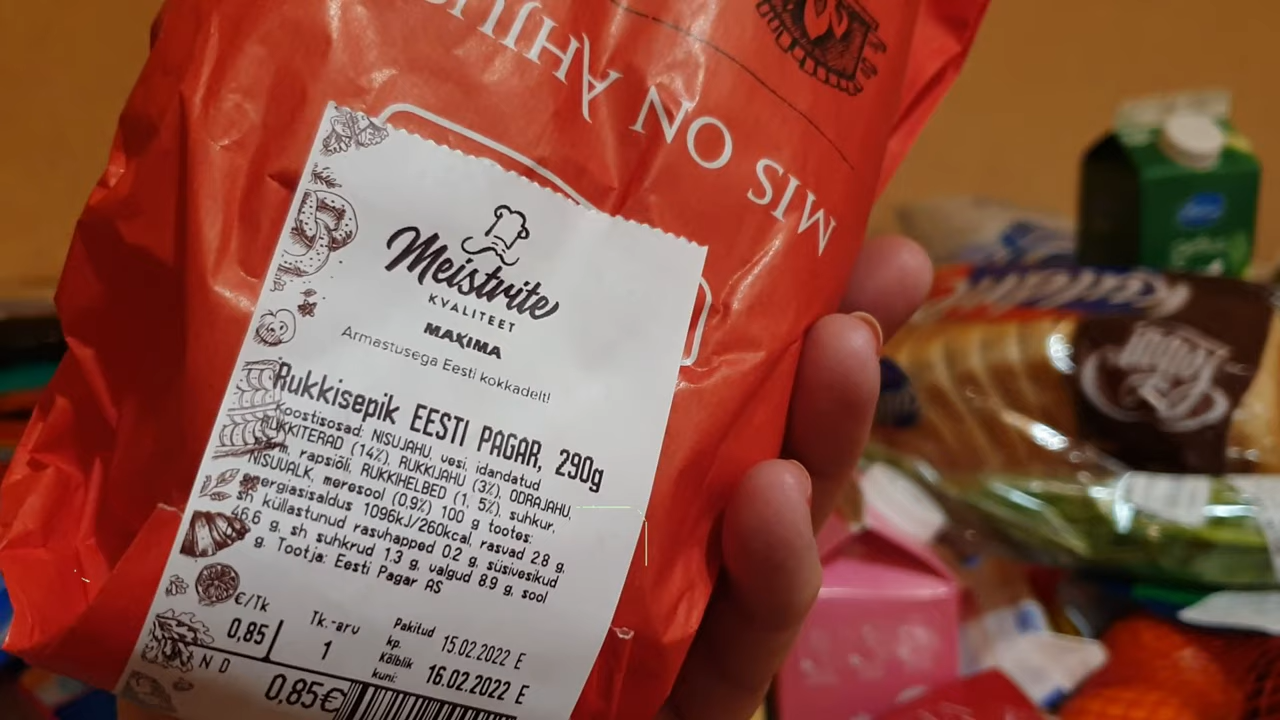 MIS ON AHJU
Meistrite
KVALITEET
MAXIMA
Armastusega Eesti kokkadelt!
Rukkisepik EESTI PAGAR, 290g
Koostisosad: NISUJAHU, vesi, idandatud
RUKKITERAD (14%), RUKKIJAHU (3%), ODRAJAHU,
rapsiõli, RUKKIHELBED (1, 5%), suhkur,
NISUVALK, meresool (0.9%) 100 g tootes:
energiasisaldus 1096kJ/260kcal, rasvad 2.8 g,
sh küllastunud rasvhapped 0.2 g, süsivesikud
46,6 g, sh suhkrud 1.3 g, valgud 8.9 g, sool
g. Tootja: Eesti Pagar AS
€/Tk Tk.-arv Pakitud kp. 15.02.2022 E
0,85 1 Kõlblik kuni: 16.02.2022 E
N D
0,85€
Pagar